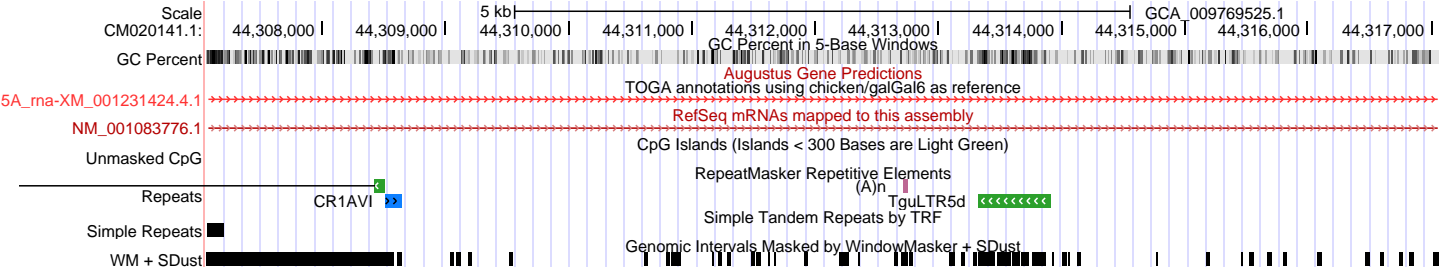 Scale 5 kb GCA_009769525.1
CM020141.1: 44,308,000 44,309,000 44,310,000 44,311,000 44,312,000 44,313,000 44,314,000 44,315,000 44,316,000 44,317,000
GC Percent in 5-Base Windows
GC Percent
Augustus Gene Predictions
TOGA annotations using chicken/galGal6 as reference
5A_rna-XM_001231424.4.1
RefSeq mRNAs mapped to this assembly
NM_001083776.1
CpG Islands (Islands < 300 Bases are Light Green)
Unmasked CpG
RepeatMasker Repetitive Elements
(A)n
Repeats CR1AVI TguLTR5d
Simple Tandem Repeats by TRF
Simple Repeats
Genomic Intervals Masked by WindowMasker + SDust
WM + SDust